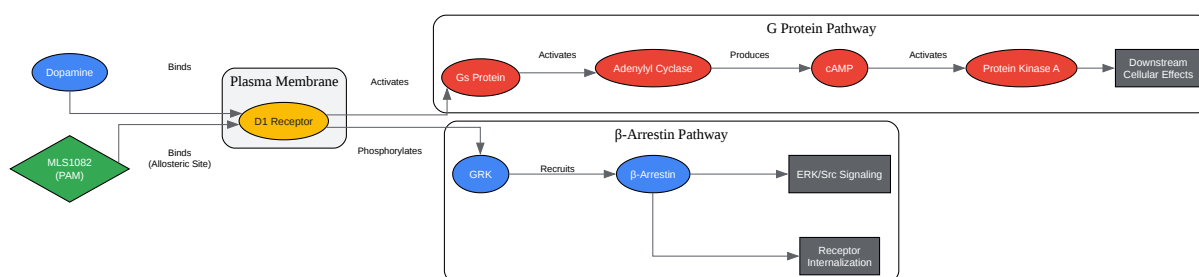 G Protein Pathway
Dopamine
Binds
Plasma Membrane
Activates
Gs Protein
Activates
Adenylyl Cyclase
Produces
cAMP
Activates
Protein Kinase A
Downstream
Cellular Effects
D1 Receptor
MLS1082
(PAM)
Binds
(Allosteric Site)
Phosphorylates
β-Arrestin Pathway
GRK
Recruits
β-Arrestin
ERK/Src Signaling
Receptor
Internalization